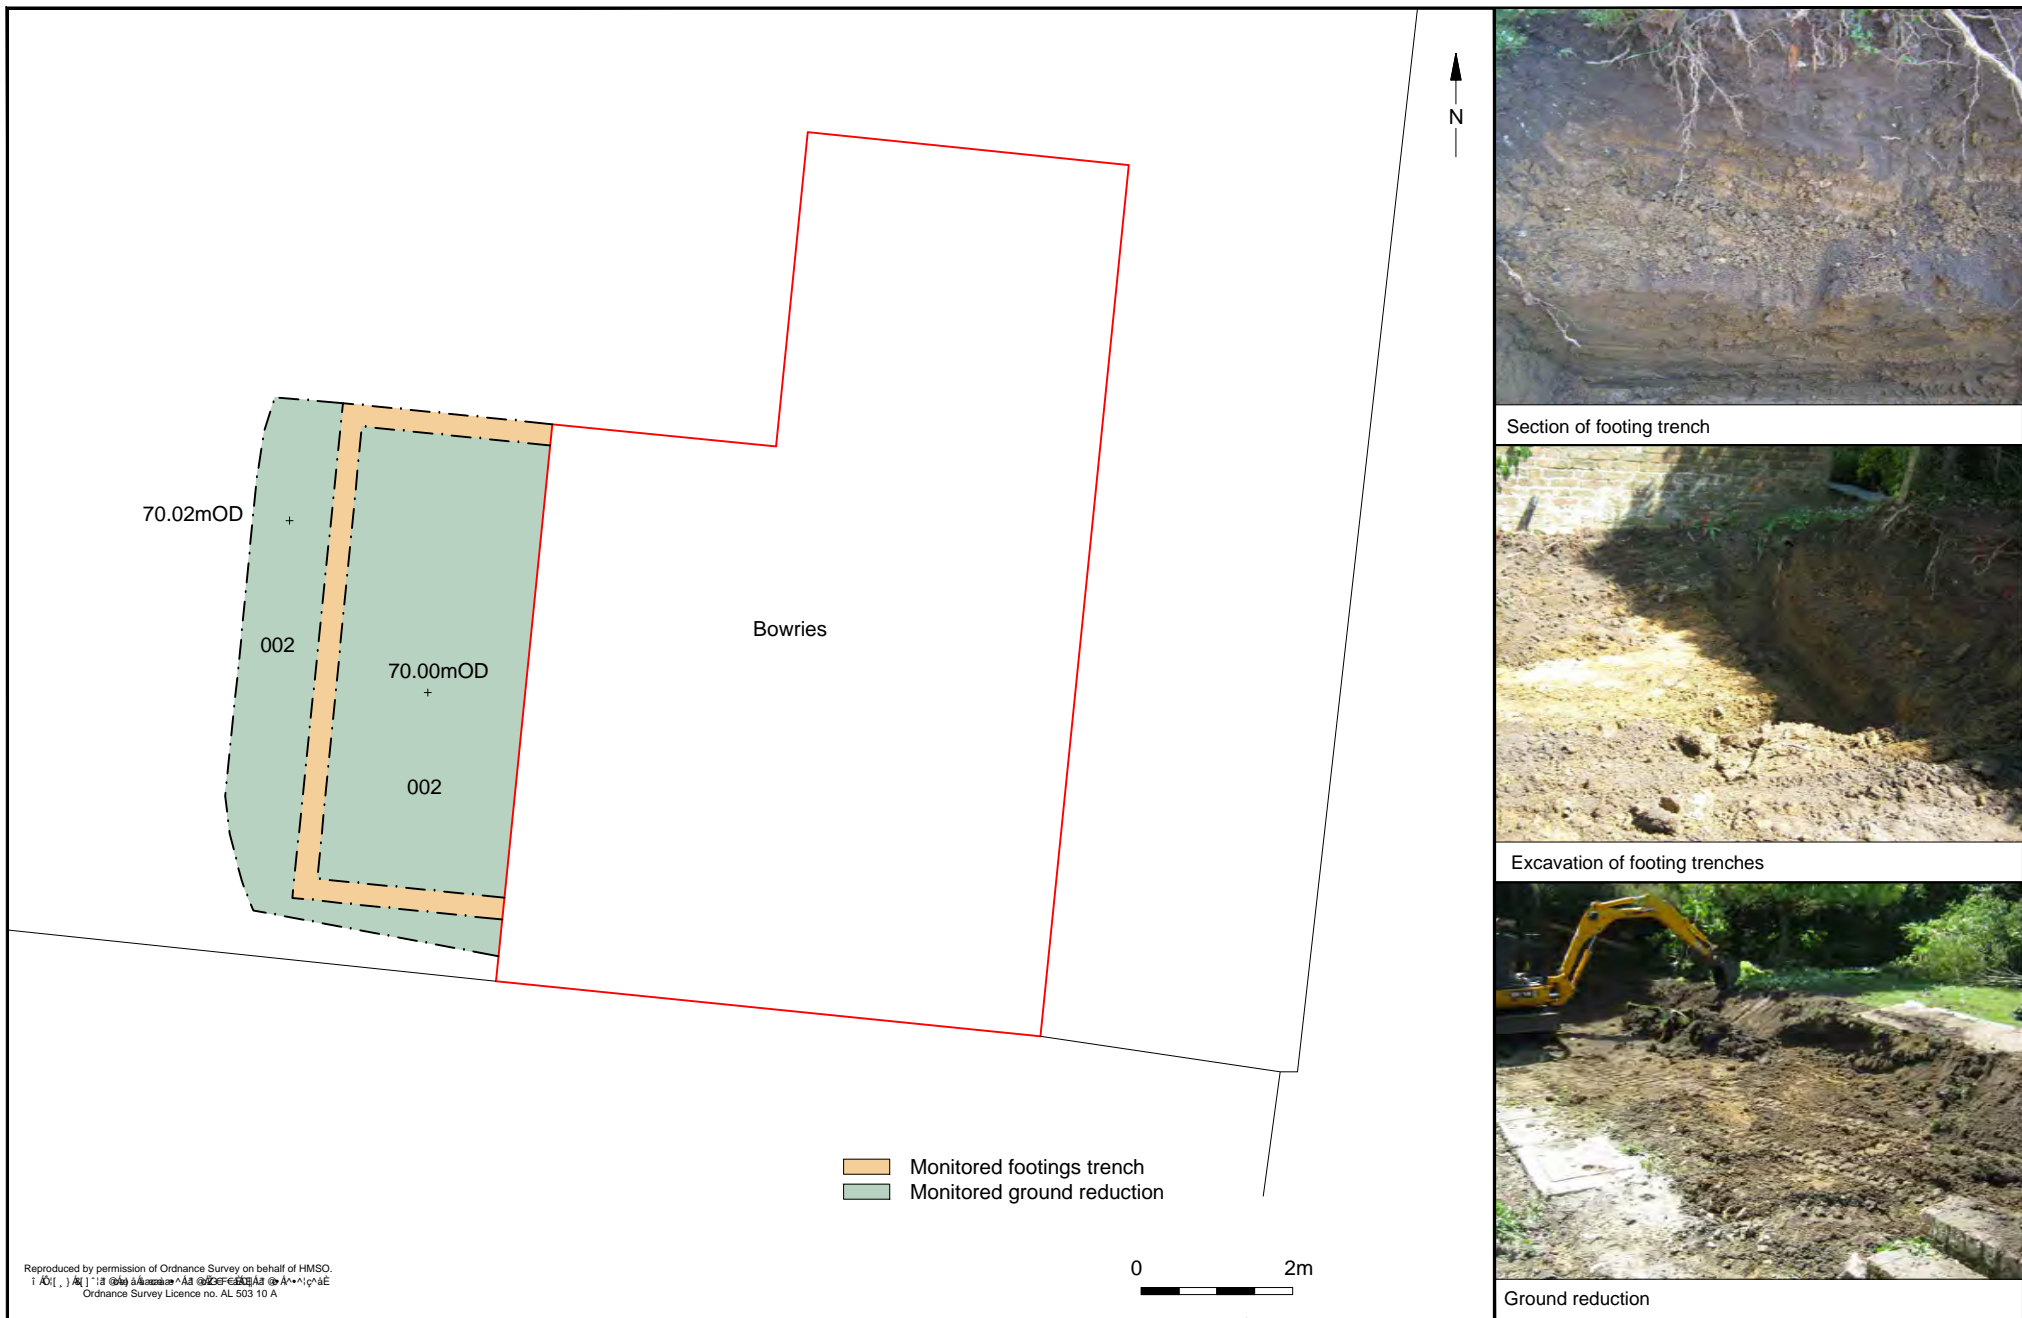 N
70.02mOD
002
70.00mOD
002
Bowries
Monitored footings trench
Monitored ground reduction
0 2m
Reproduced by permission of Ordnance Survey on behalf of HMSO.
Ordnance Survey Licence no. AL 503 10 A
Section of footing trench
Excavation of footing trenches
Ground reduction